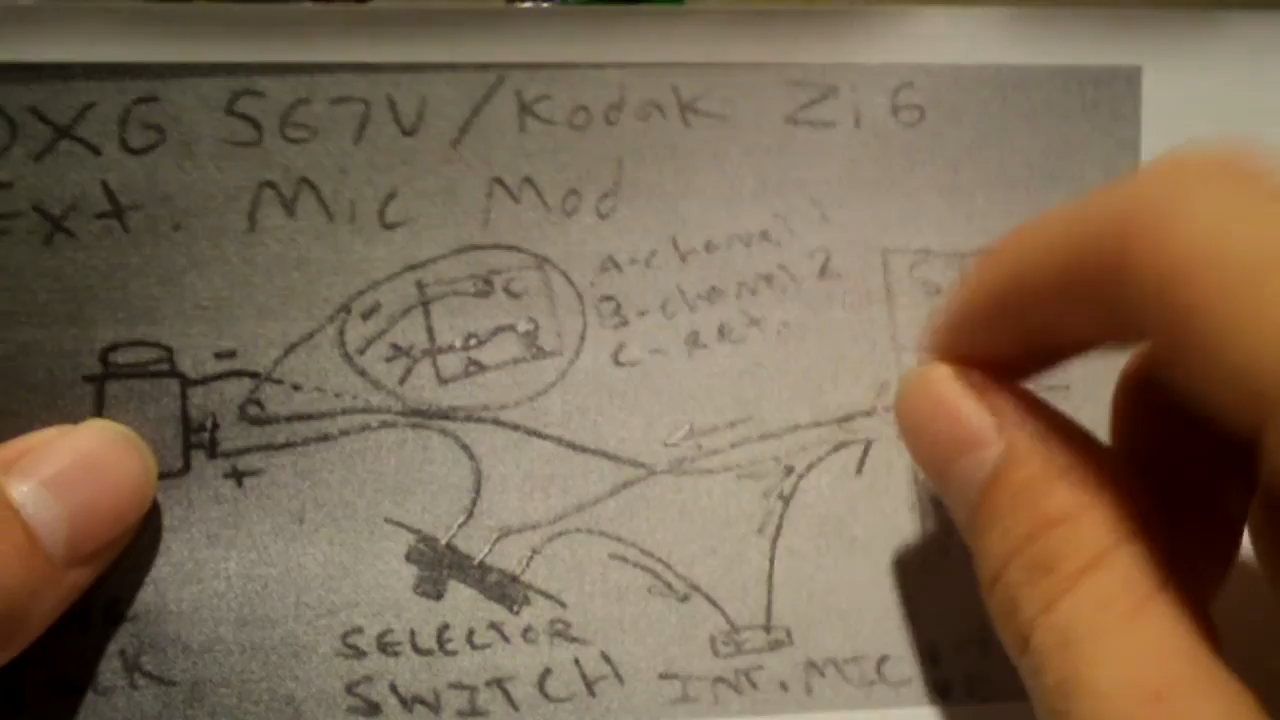 DXG 567V/Kodak Zi6
Ext. Mic Mod
A-channel 1
B-channel 2
C-ret.
-
C
A
B
-
+
SELECTOR
SWITCH
INT. MIC